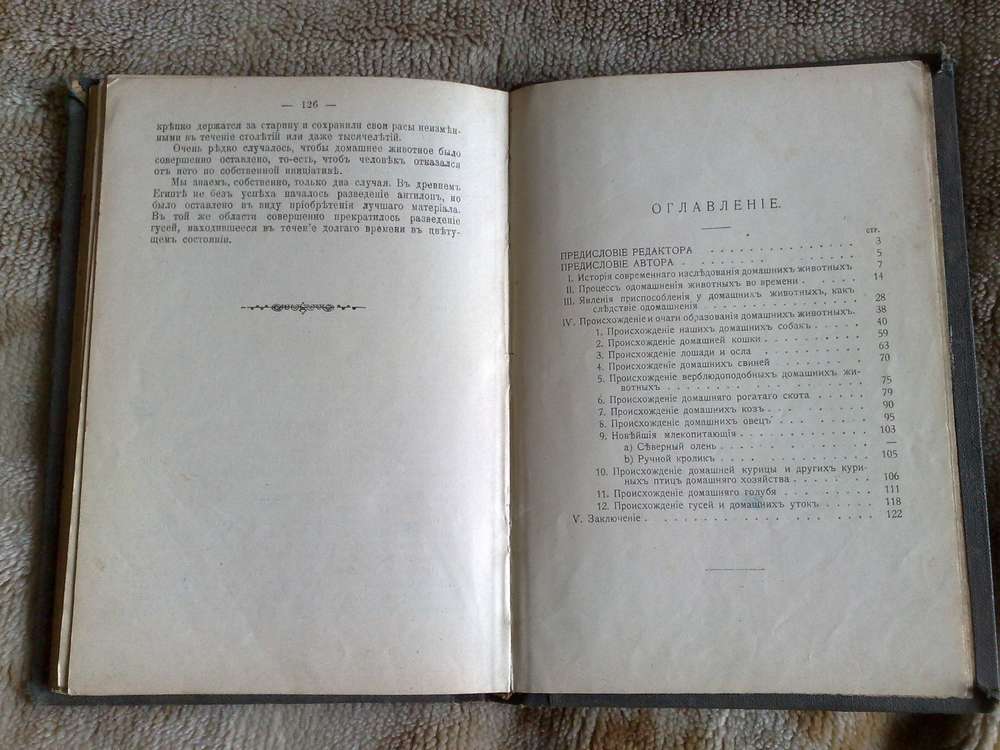 — 126 —
крѣпко держатся за старину и сохранили свои расы неизмѣн-
ными въ теченіе столѣтій или даже тысячелѣтій.
Очень рѣдко случалось, чтобы домашнее животное было
совершенно оставлено, то-есть, чтобъ человѣкъ отказался
отъ него по собственной иниціативѣ.
Мы знаемъ, собственно, только два случая. Въ древнемъ
Египтѣ не безъ успѣха началось разведеніе антилопъ, но
было оставлено въ виду пріобрѣтенія лучшаго матеріала.
Въ той же области совершенно прекратилось разведеніе
гусей, находившееся въ теченіе долгаго времени въ цвѣту-
щемъ состояніи.
ОГЛАВЛЕНІЕ.
СТР.
ПРЕДИСЛОВІЕ РЕДАКТОРА . . . . . . . . . . . . 3
ПРЕДИСЛОВІЕ АВТОРА . . . . . . . . . . . . . 5
I. Исторія современнаго изслѣдованія домашнихъ животныхъ 7
II. Процессъ одомашненія животныхъ во времени . . . . 14
III. Явленія приспособленія у домашнихъ животныхъ, какъ
слѣдствіе одомашненія . . . . . . . . . . . . 28
IV. Происхожденіе и очаги образованія домашнихъ животныхъ. 38
1. Происхожденіе нашихъ домашнихъ собакъ . . . . . 40
2. Происхожденіе домашней кошки . . . . . . . . . 59
3. Происхожденіе лошади и осла . . . . . . . . . 63
4. Происхожденіе домашнихъ свиней . . . . . . . . 70
5. Происхожденіе верблюдоподобныхъ домашнихъ жи-
вотныхъ . . . . . . . . . . . . . . . 75
6. Происхожденіе домашняго рогатаго скота . . . . . 79
7. Происхожденіе домашнихъ козъ . . . . . . . . 90
8. Происхожденіе домашнихъ овецъ . . . . . . . . 95
9. Новѣйшія млекопитающія . . . . . . . . . . 103
a) Сѣверный олень . . . . . . . . . . . . —
b) Ручной кроликъ . . . . . . . . . . . . 105
10. Происхожденіе домашней курицы и другихъ кури-
ныхъ птицъ домашняго хозяйства . . . . . . . 106
11. Происхожденіе домашняго голубя . . . . . . . . 111
12. Происхожденіе гусей и домашнихъ утокъ . . . . . 118
V. Заключеніе . . . . . . . . . . . . . . . 122